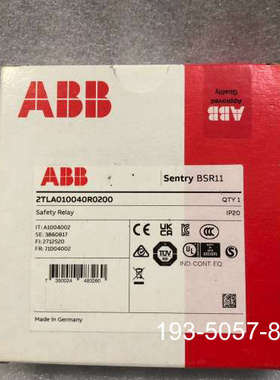 ABB
ABB
Approved
Quality
ABB
Sentry BSR11
2TLA010040R0200
QTY 1
Safety Relay
IP20
IT: A1004002
SE: 3860817
FI: 2712520
FR: 71004002
IND. CONT. EQ
Made in Germany
193-5057-8